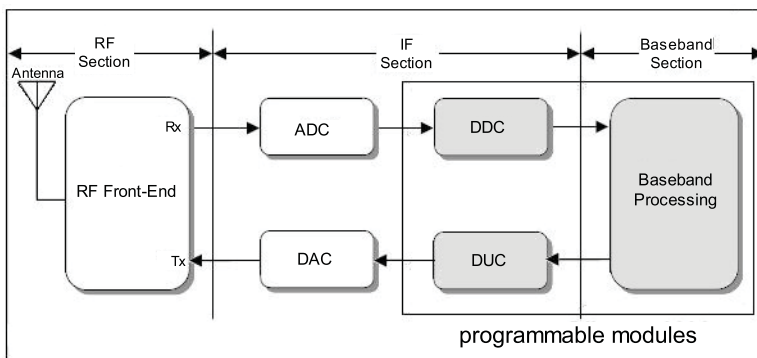 RF
Section
IF
Section
Baseband
Section
Antenna
Rx
ADC
DDC
RF Front-End
Baseband
Processing
Tx
DAC
DUC
programmable modules